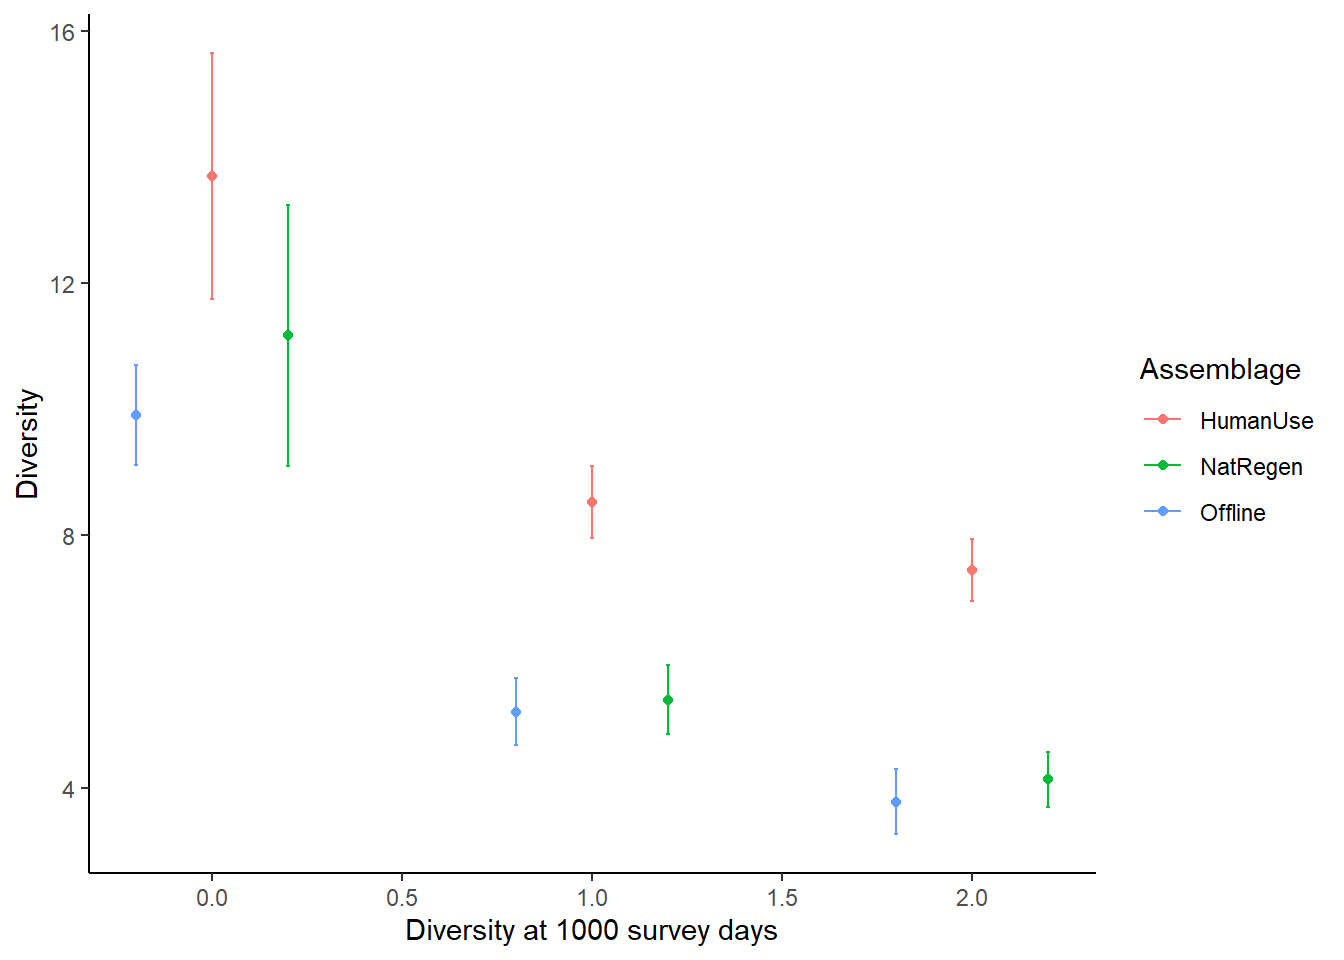 16
12
8
4
Diversity
0.0 0.5 1.0 1.5 2.0
Diversity at 1000 survey days
Assemblage
HumanUse
NatRegen
Offline